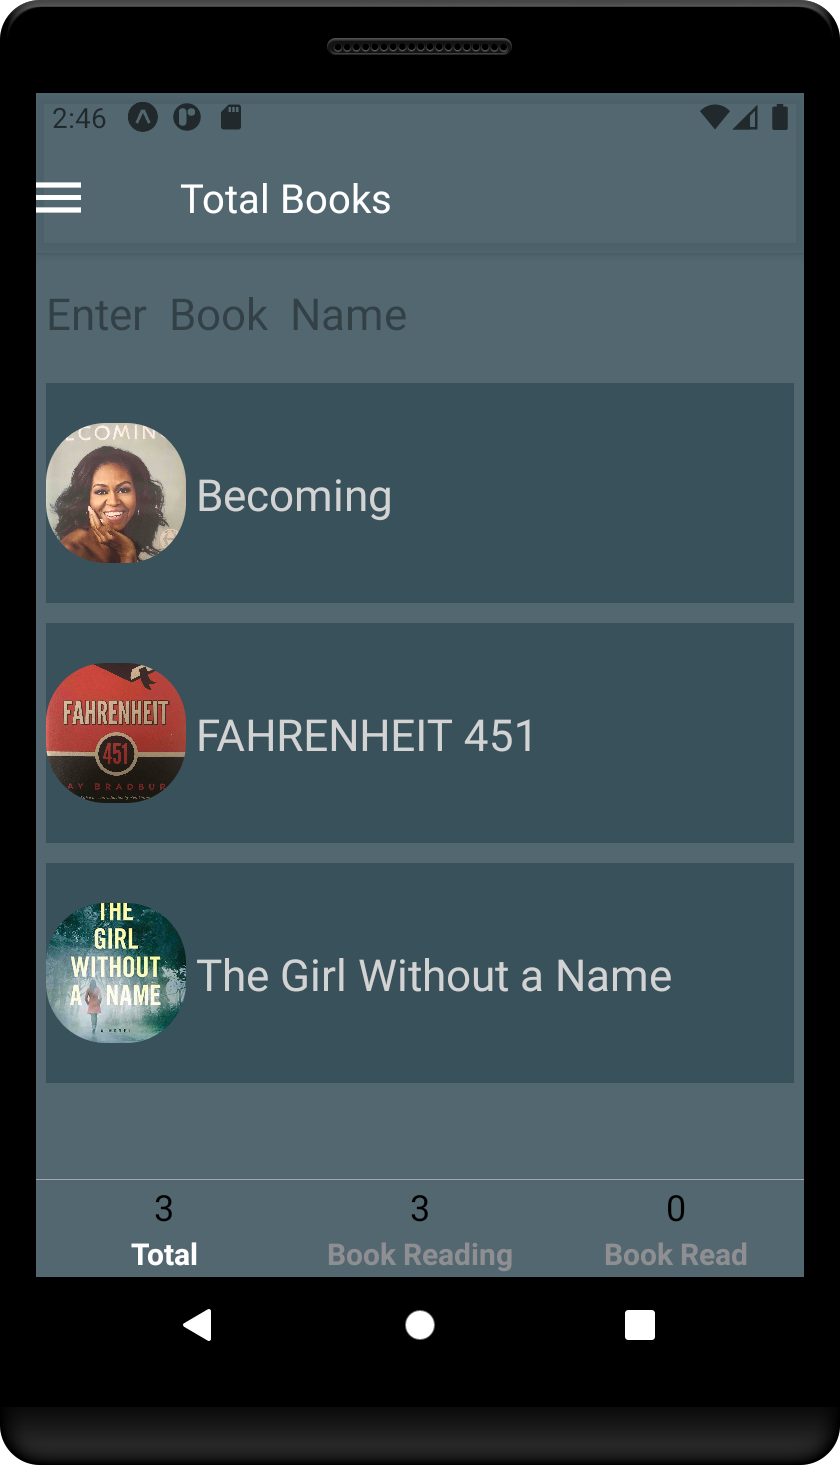 2:46
Total Books
Enter Book Name
ECOMIN
Becoming
FAHRENHEIT
451
AY BRADBUR
FAHRENHEIT 451
THE
GIRL
WITHOUT
A NAME
A NOVEL
The Girl Without a Name
3 3 0
Total Book Reading Book Read